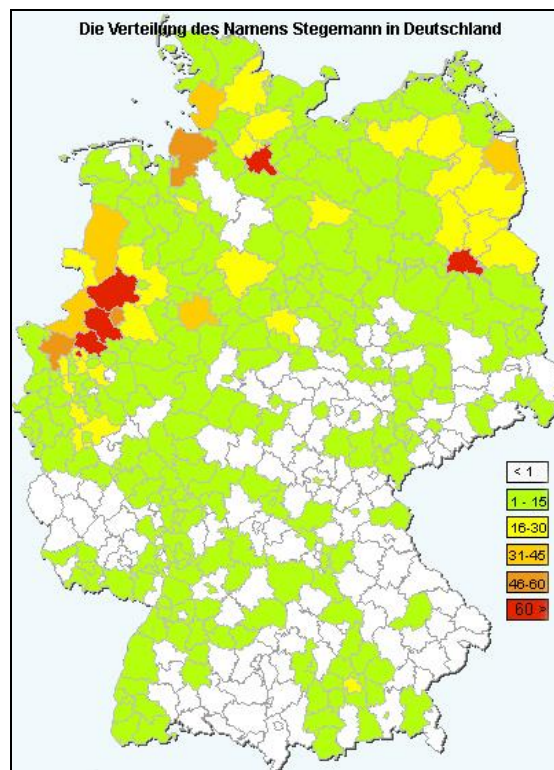 Die Verteilung des Namens Stegemann in Deutschland
< 1
1 - 15
16-30
31-45
46-60
60 >